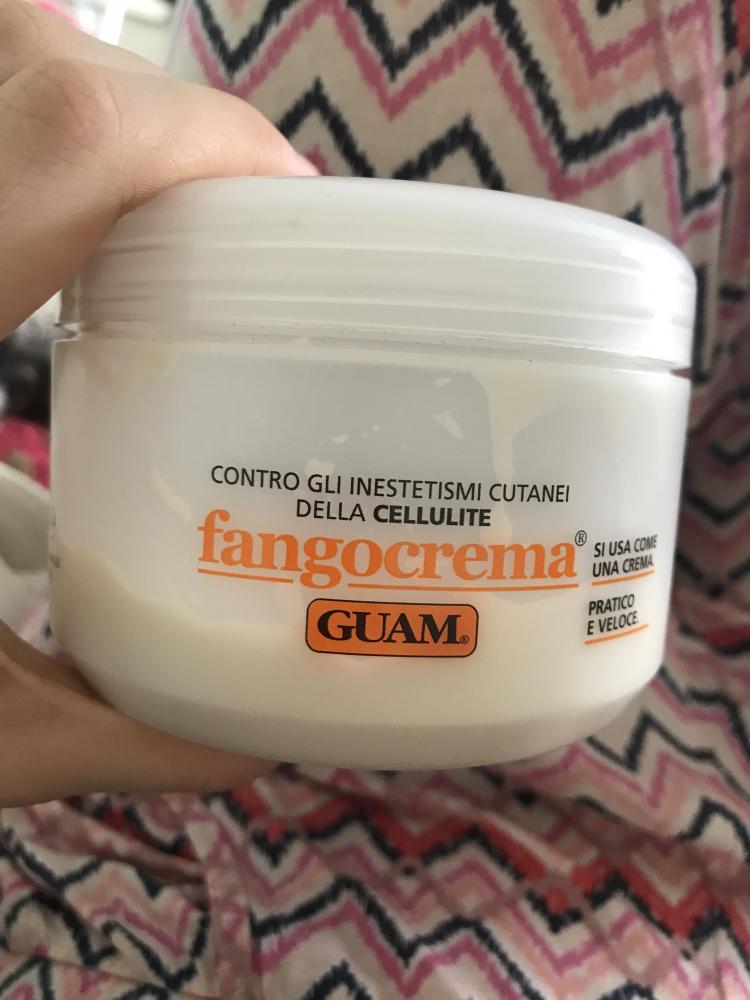 CONTRO GLI INESTETISMI CUTANEI
DELLA CELLULITE
fangocrema®
GUAM®
SI USA COME
UNA CREMA.
PRATICO
E VELOCE.